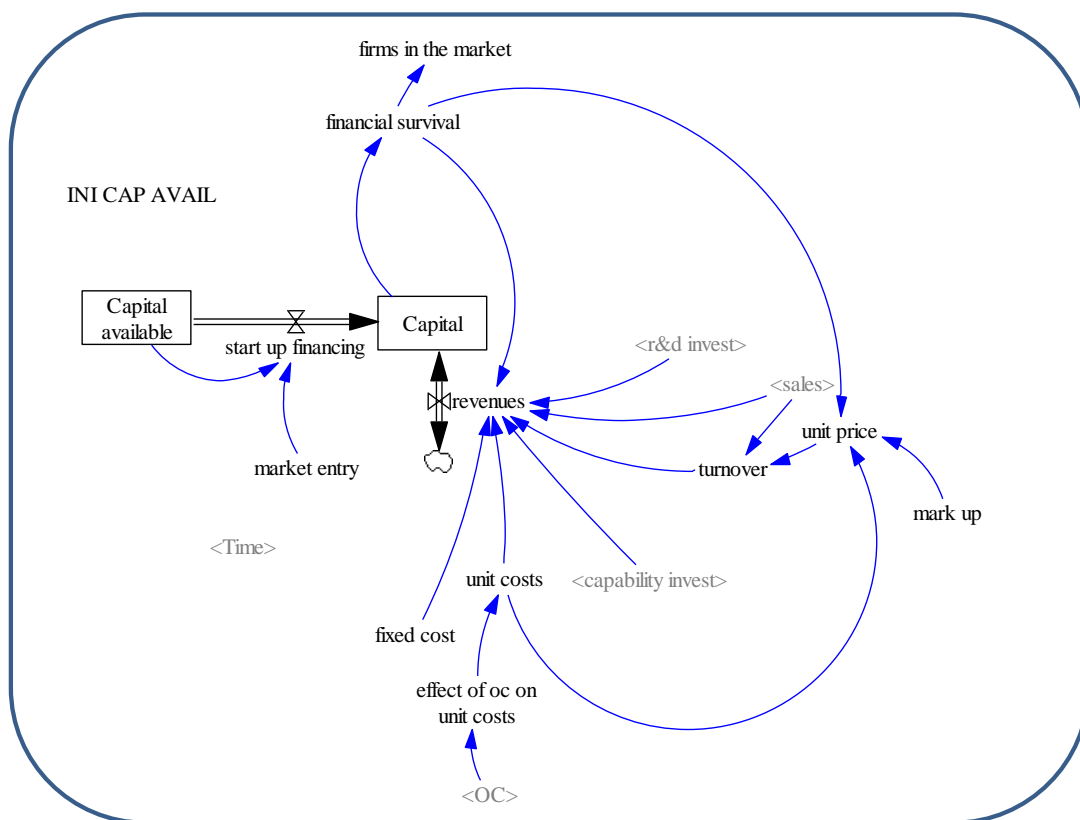 firms in the market
financial survival
INI CAP AVAIL
Capital
available
Capital
start up financing
<r&d invest>
<sales>
revenues
unit price
market entry
turnover
mark up
<Time>
unit costs
<capability invest>
fixed cost
effect of oc on
unit costs
<OC>